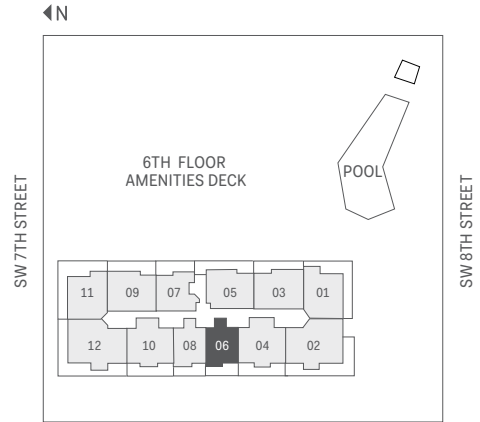 N
6TH FLOOR
AMENITIES DECK
POOL
SW 7TH STREET
SW 8TH STREET
11 09 07 05 03 01
12 10 08 06 04 02